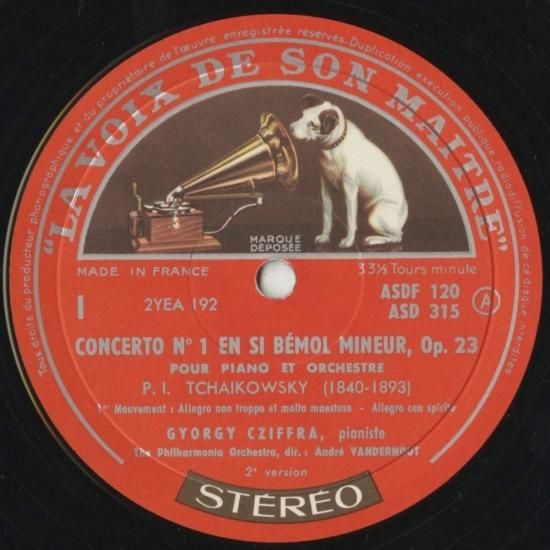 Tous droits du producteur phonographique et du propriétaire de l'œuvre enregistrée réservés. Duplication exécution publique radiodiffusion de ce disque interdites
"LA VOIX DE SON MAITRE"
MARQUE
DÉPOSÉE
MADE IN FRANCE
33⅓ Tours minute
I
2YEA 192
ASDF 120
ASD 315
A
CONCERTO N° 1 EN SI BÉMOL MINEUR, Op. 23
POUR PIANO ET ORCHESTRE
P. I. TCHAIKOWSKY (1840-1893)
1er Mouvement : Allegro non troppo et molto maestoso - Allegro con spirito
GYORGY CZIFFRA, pianiste
The Philharmonia Orchestra, dir.: André VANDERNOOT
2e version
STÉRÉO